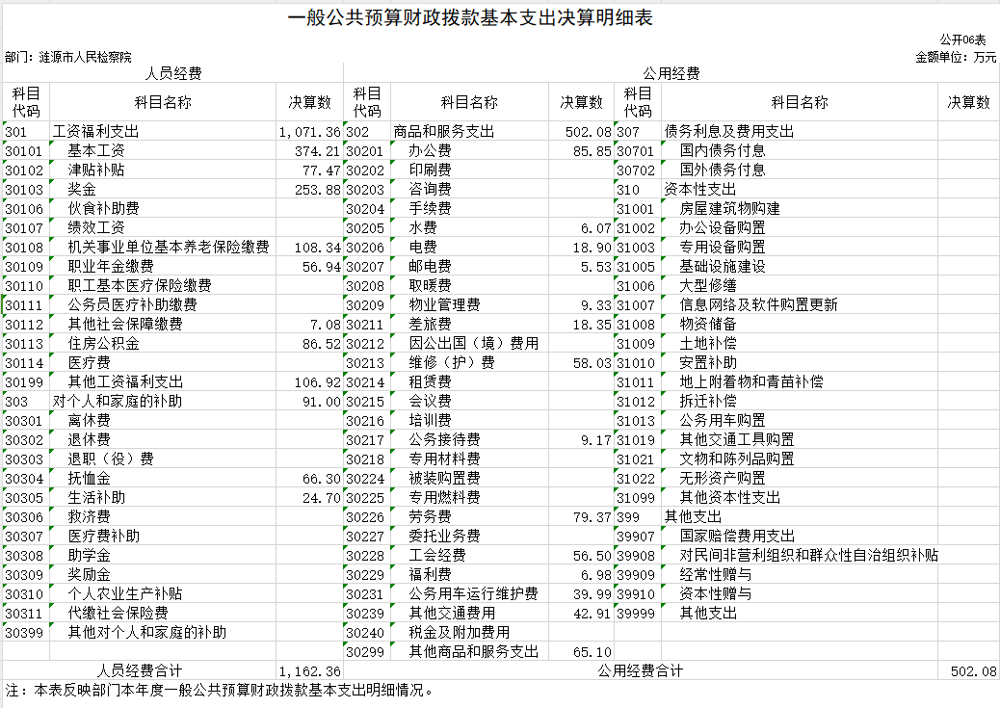 一般公共预算财政拨款基本支出决算明细表
公开06表
部门：涟源市人民检察院 金额单位：万元
人员经费 公用经费
科目代码 科目名称 决算数 科目代码 科目名称 决算数 科目代码 科目名称 决算数
301 工资福利支出 1,071.36 302 商品和服务支出 502.08 307 债务利息及费用支出
30101 基本工资 374.21 30201 办公费 85.85 30701 国内债务付息
30102 津贴补贴 77.47 30202 印刷费 30702 国外债务付息
30103 奖金 253.88 30203 咨询费 310 资本性支出
30106 伙食补助费 30204 手续费 31001 房屋建筑物购建
30107 绩效工资 30205 水费 6.07 31002 办公设备购置
30108 机关事业单位基本养老保险缴费 108.34 30206 电费 18.90 31003 专用设备购置
30109 职业年金缴费 56.94 30207 邮电费 5.53 31005 基础设施建设
30110 职工基本医疗保险缴费 30208 取暖费 31006 大型修缮
30111 公务员医疗补助缴费 30209 物业管理费 9.33 31007 信息网络及软件购置更新
30112 其他社会保障缴费 7.08 30211 差旅费 18.35 31008 物资储备
30113 住房公积金 86.52 30212 因公出国（境）费用 31009 土地补偿
30114 医疗费 30213 维修（护）费 58.03 31010 安置补助
30199 其他工资福利支出 106.92 30214 租赁费 31011 地上附着物和青苗补偿
303 对个人和家庭的补助 91.00 30215 会议费 31012 拆迁补偿
30301 离休费 30216 培训费 31013 公务用车购置
30302 退休费 30217 公务接待费 9.17 31019 其他交通工具购置
30303 退职（役）费 30218 专用材料费 31021 文物和陈列品购置
30304 抚恤金 66.30 30224 被装购置费 31022 无形资产购置
30305 生活补助 24.70 30225 专用燃料费 31099 其他资本性支出
30306 救济费 30226 劳务费 79.37 399 其他支出
30307 医疗费补助 30227 委托业务费 39907 国家赔偿费用支出
30308 助学金 30228 工会经费 56.50 39908 对民间非营利组织和群众性自治组织补贴
30309 奖励金 30229 福利费 6.98 39909 经常性赠与
30310 个人农业生产补贴 30231 公务用车运行维护费 39.99 39910 资本性赠与
30311 代缴社会保险费 30239 其他交通费用 42.91 39999 其他支出
30399 其他对个人和家庭的补助 30240 税金及附加费用
30299 其他商品和服务支出 65.10
人员经费合计 1,162.36 公用经费合计 502.08
注：本表反映部门本年度一般公共预算财政拨款基本支出明细情况。